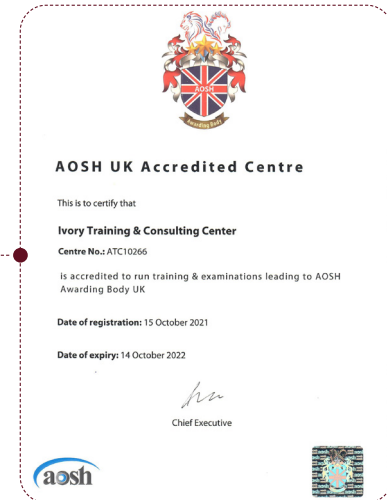 AOSH
Awarding Body
AOSH UK Accredited Centre
This is to certify that
Ivory Training & Consulting Center
Centre No.: ATC10266
is accredited to run training & examinations leading to AOSH
Awarding Body UK
Date of registration: 15 October 2021
Date of expiry: 14 October 2022
Chief Executive
aosh